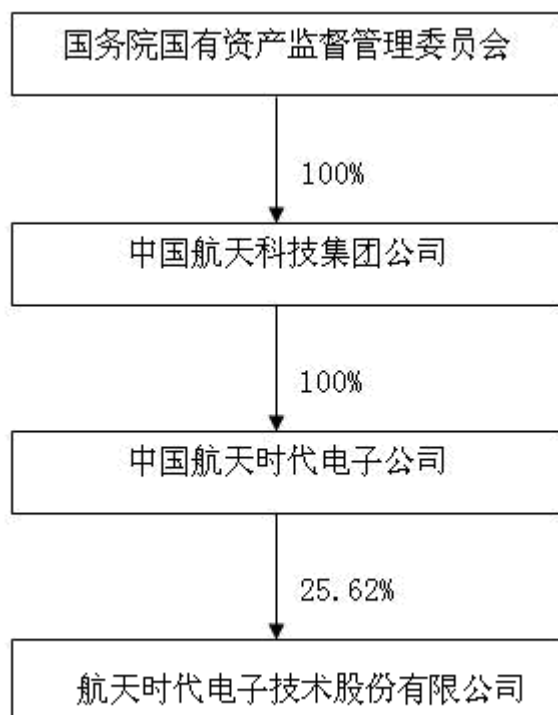 国务院国有资产监督管理委员会
100%
中国航天科技集团公司
100%
中国航天时代电子公司
25.62%
航天时代电子技术股份有限公司